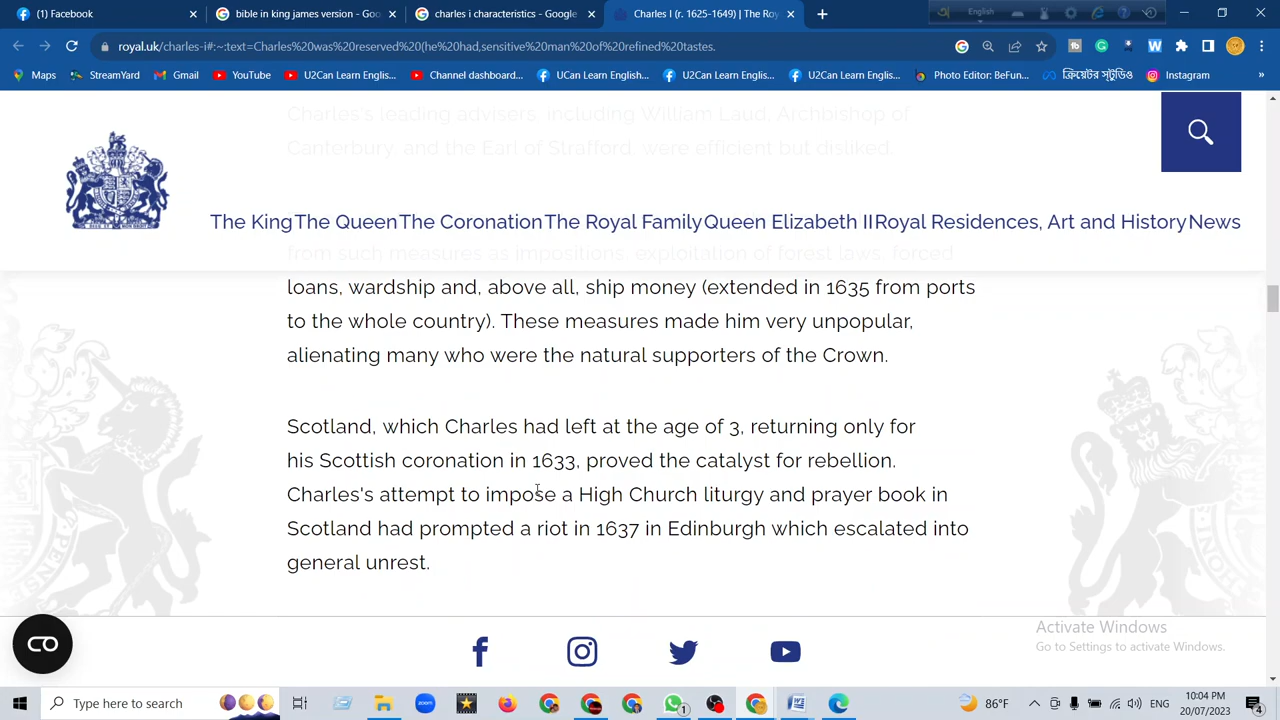 Facebook
bible in king james version - Goo
charles i characteristics - Google
Charles I (r. 1625-1649) | The Roy
English
royal.uk/charles-i#:~:text=Charles%20was%20reserved%20(he%20had,sensitive%20man%20of%20refined%20tastes.
Maps
StreamYard
Gmail
YouTube
U2Can Learn Englis...
Channel dashboard...
UCan Learn English...
U2Can Learn Englis...
U2Can Learn Englis...
Photo Editor: BeFun...
ক্রিয়েটর স্টুডিও
Instagram
»
Charles's leading advisers, including William Laud, Archbishop of
Canterbury, and the Earl of Strafford, were efficient but disliked.
The King The Queen The Coronation The Royal Family Queen Elizabeth II Royal Residences, Art and History News
from such measures as impositions, exploitation of forest laws, forced
loans, wardship and, above all, ship money (extended in 1635 from ports
to the whole country). These measures made him very unpopular,
alienating many who were the natural supporters of the Crown.
Scotland, which Charles had left at the age of 3, returning only for
his Scottish coronation in 1633, proved the catalyst for rebellion.
Charles's attempt to impose a High Church liturgy and prayer book in
Scotland had prompted a riot in 1637 in Edinburgh which escalated into
general unrest.
Activate Windows
Go to Settings to activate Windows.
Type here to search
zoom
1
86°F
ENG
10:04 PM
20/07/2023
4